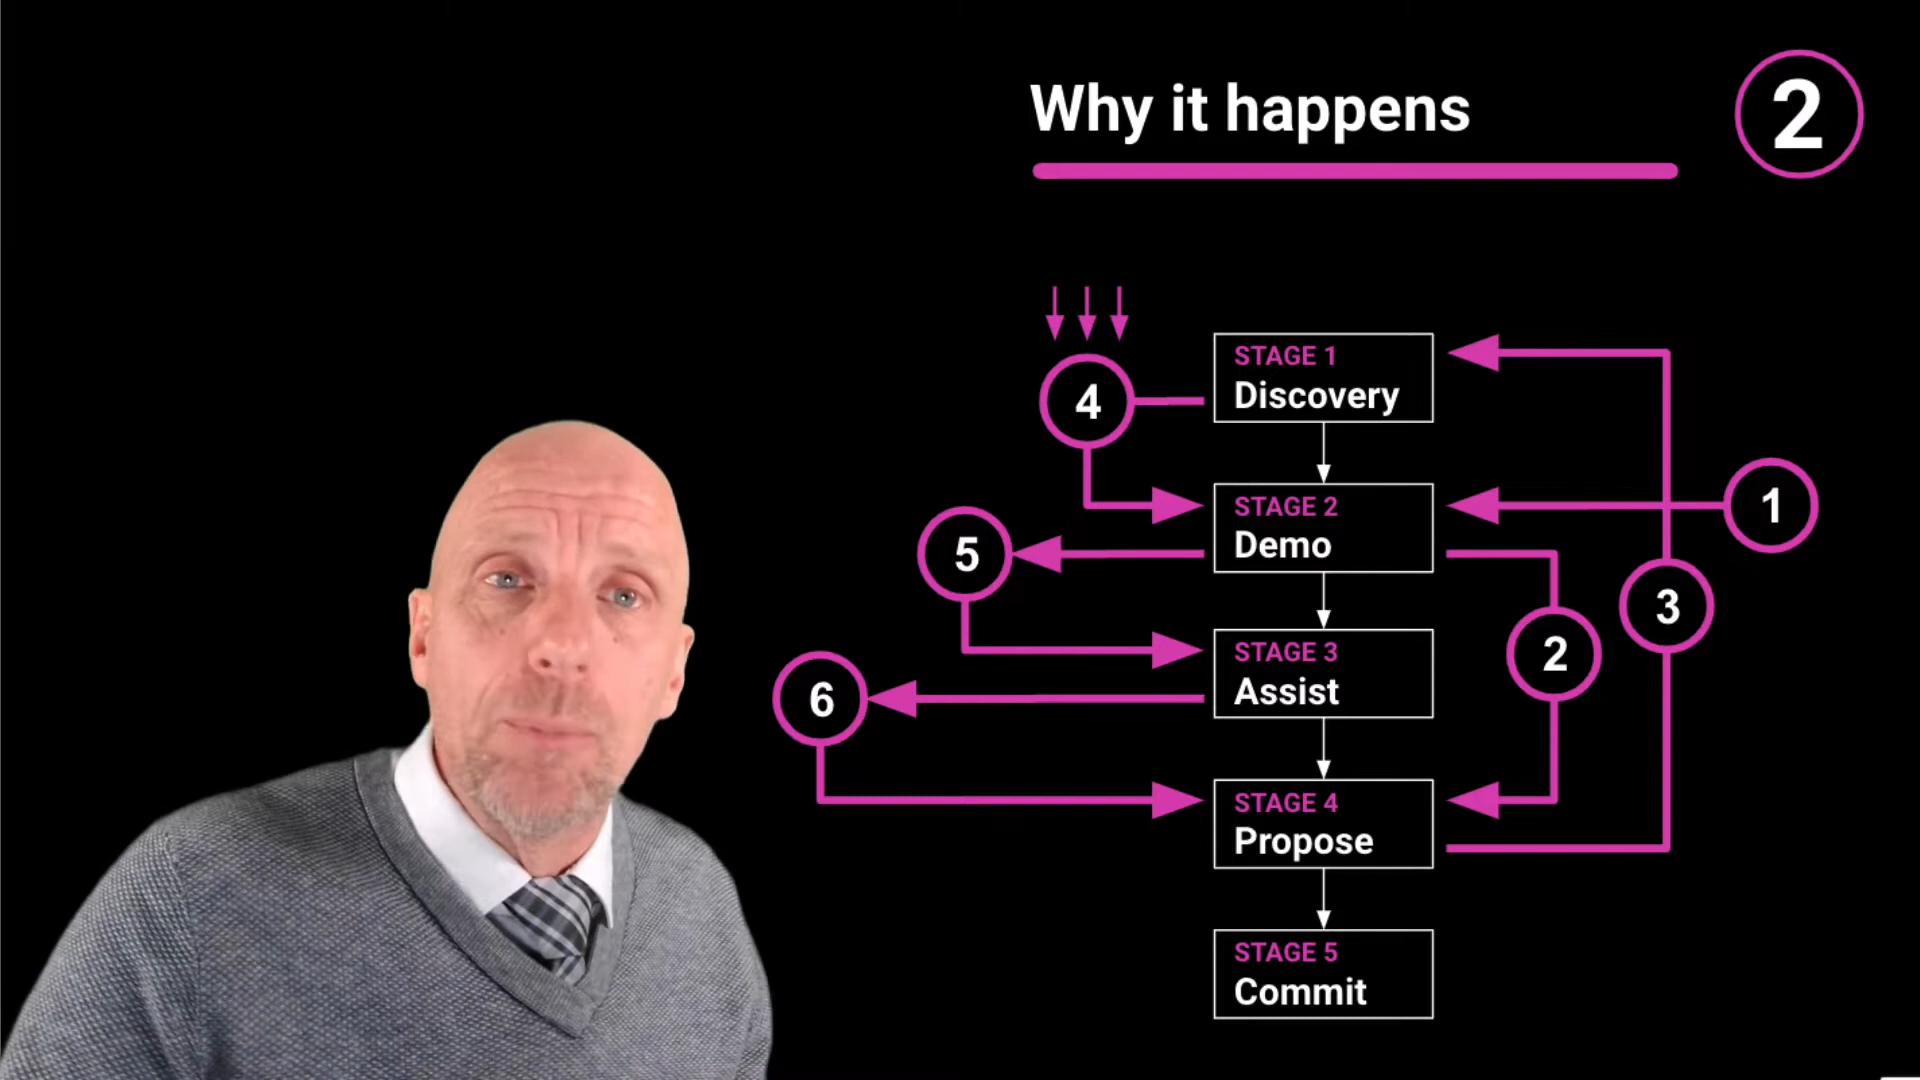 Why it happens
2
4
STAGE 1
Discovery
1
STAGE 2
Demo
5
3
2
STAGE 3
Assist
6
STAGE 4
Propose
STAGE 5
Commit